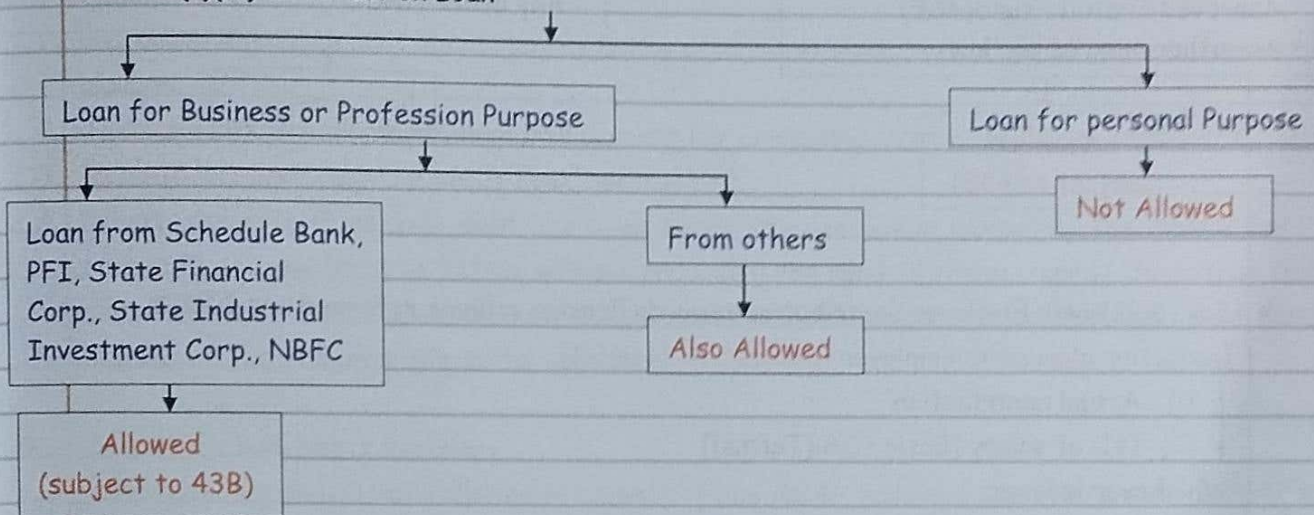 Loan for Business or Profession Purpose
Loan for personal Purpose
Loan from Schedule Bank,
PFI, State Financial
Corp., State Industrial
Investment Corp., NBFC
From others
Not Allowed
Also Allowed
Allowed
(subject to 43B)